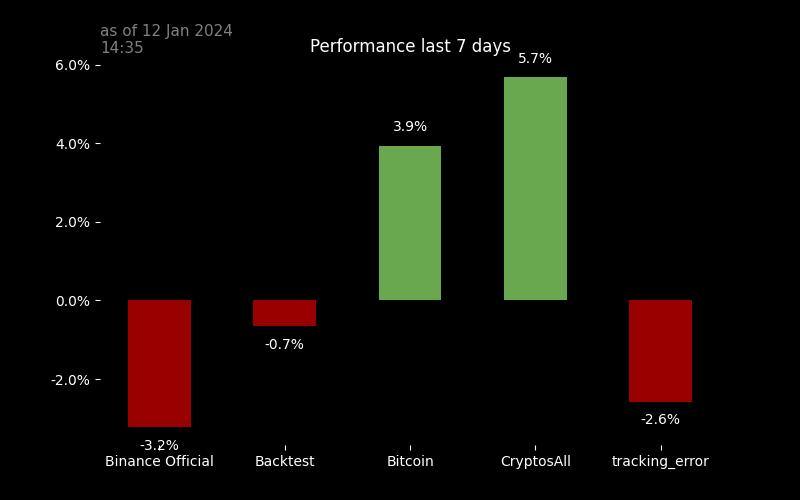 as of 12 Jan 2024
14:35
Performance last 7 days
6.0%
4.0%
2.0%
0.0%
-2.0%
5.7%
3.9%
-0.7%
-2.6%
-3.2%
Binance Official
Backtest
Bitcoin
CryptosAll
tracking_error